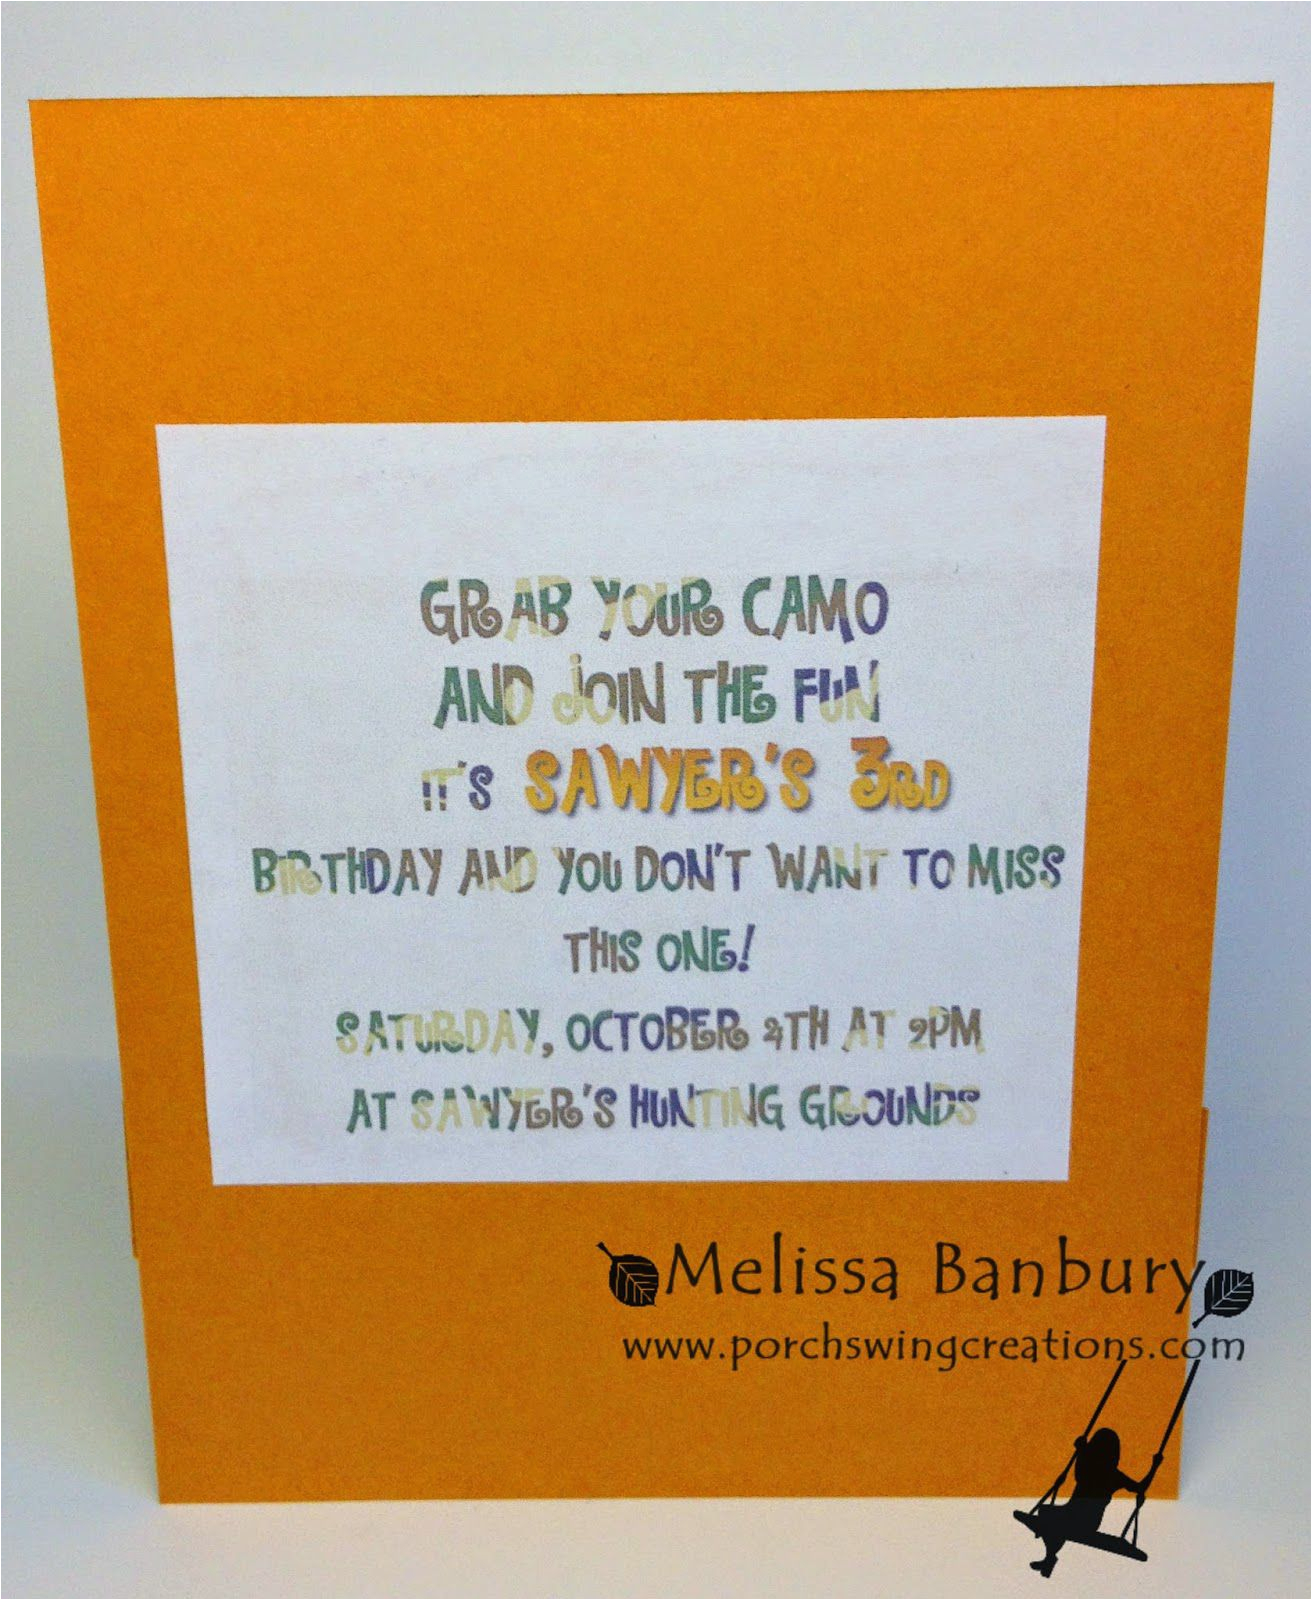 GRAB YOUR CAMO
AND JOIN THE FUN
IT'S SAWYER'S 3RD
BIRTHDAY AND YOU DON'T WANT TO MISS
THIS ONE!
SATURDAY, OCTOBER 4TH AT 2PM
AT SAWYER'S HUNTING GROUNDS
Melissa Banbury
www.porchswingcreations.com